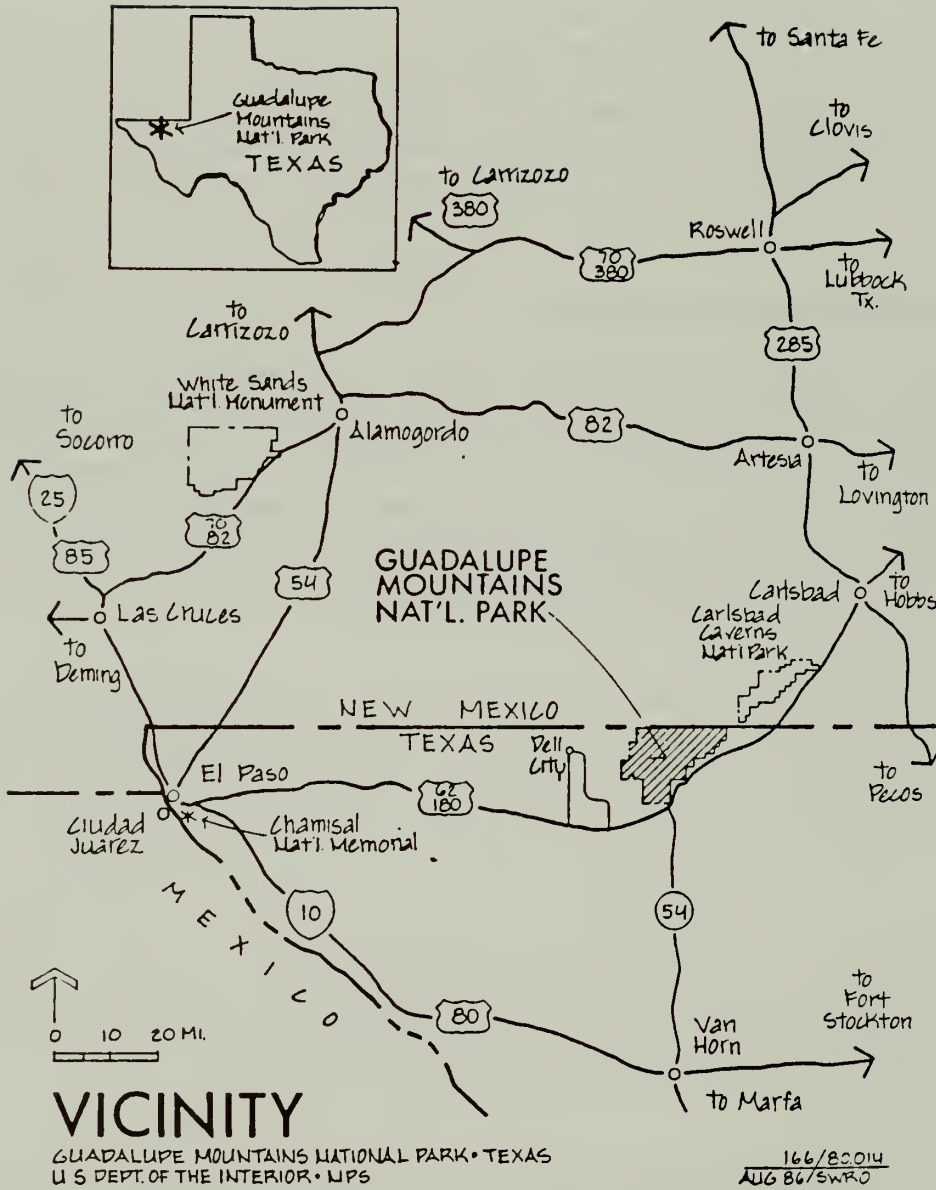 to Santa Fe
to
Clovis
Guadalupe
Mountains
Nat'l. Park
TEXAS
to Carrizozo
380
Roswell
70
380
to
Lubbock
Tx.
to
Carrizozo
285
White Sands
Nat'l. Monument
Alamogordo
82
Artesia
to
Lovington
to
Socorro
25
85
70
82
54
GUADALUPE
MOUNTAINS
NAT'L. PARK
Carlsbad
to
Hobbs
Carlsbad
Caverns
Nat'l Park
Las Cruces
to
Deming
NEW MEXICO
TEXAS
Dell
City
El Paso
62
180
to
Pecos
Ciudad
Juarez
Chamisal
Nat'l. Memorial
MEXICO
10
54
80
Van
Horn
to
Fort
Stockton
to Marfa
0 10 20 MI.
VICINITY
GUADALUPE MOUNTAINS NATIONAL PARK • TEXAS
U S DEPT. OF THE INTERIOR • NPS
166/80014
AUG 86/SWRO